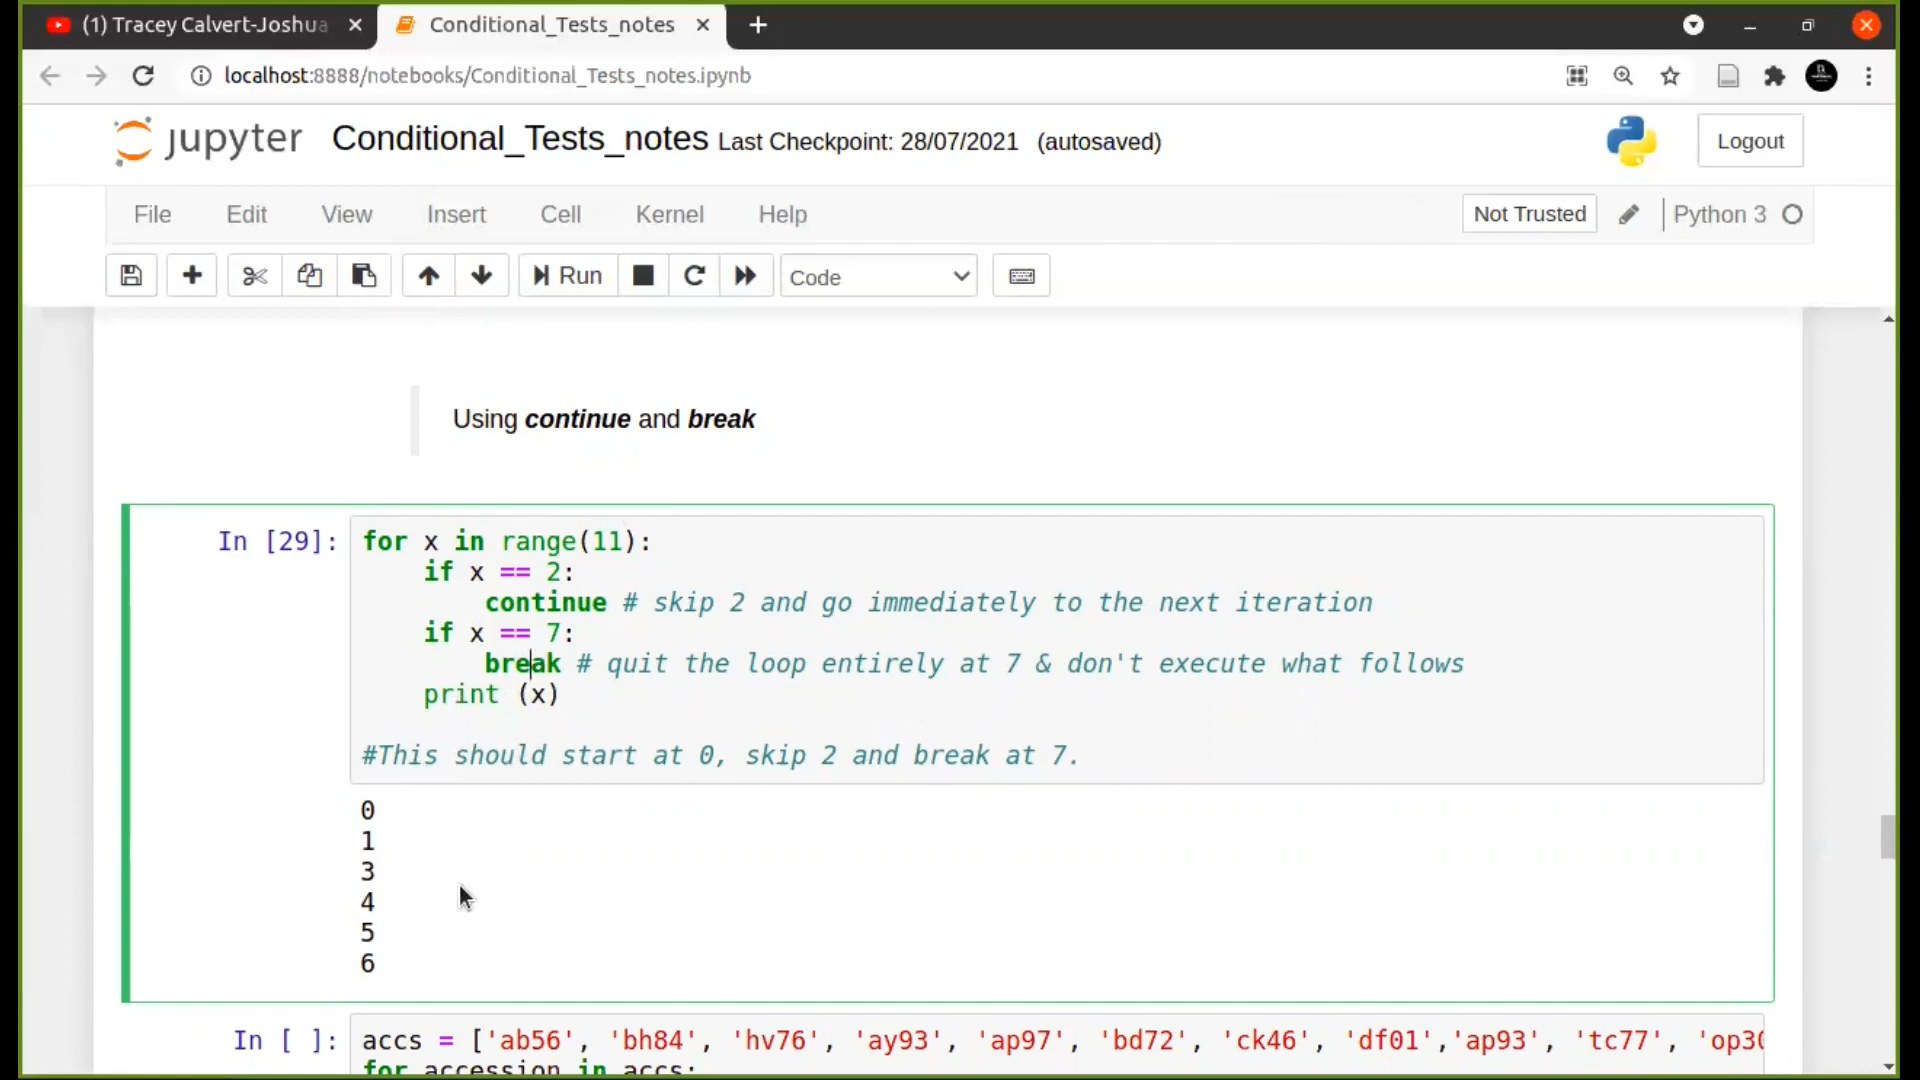 (1) Tracey Calvert-Joshua
Conditional_Tests_notes
localhost:8888/notebooks/Conditional_Tests_notes.ipynb
jupyter Conditional_Tests_notes Last Checkpoint: 28/07/2021 (autosaved)
Logout
File Edit View Insert Cell Kernel Help
Not Trusted
Python 3
Run
Code
Using continue and break
In [29]:
for x in range(11):
    if x == 2:
        continue # skip 2 and go immediately to the next iteration
    if x == 7:
        break # quit the loop entirely at 7 & don't execute what follows
    print (x)
#This should start at 0, skip 2 and break at 7.
0
1
3
4
5
6
In [ ]:
accs = ['ab56', 'bh84', 'hv76', 'ay93', 'ap97', 'bd72', 'ck46', 'df01','ap93', 'tc77', 'op30
for accession in accs: